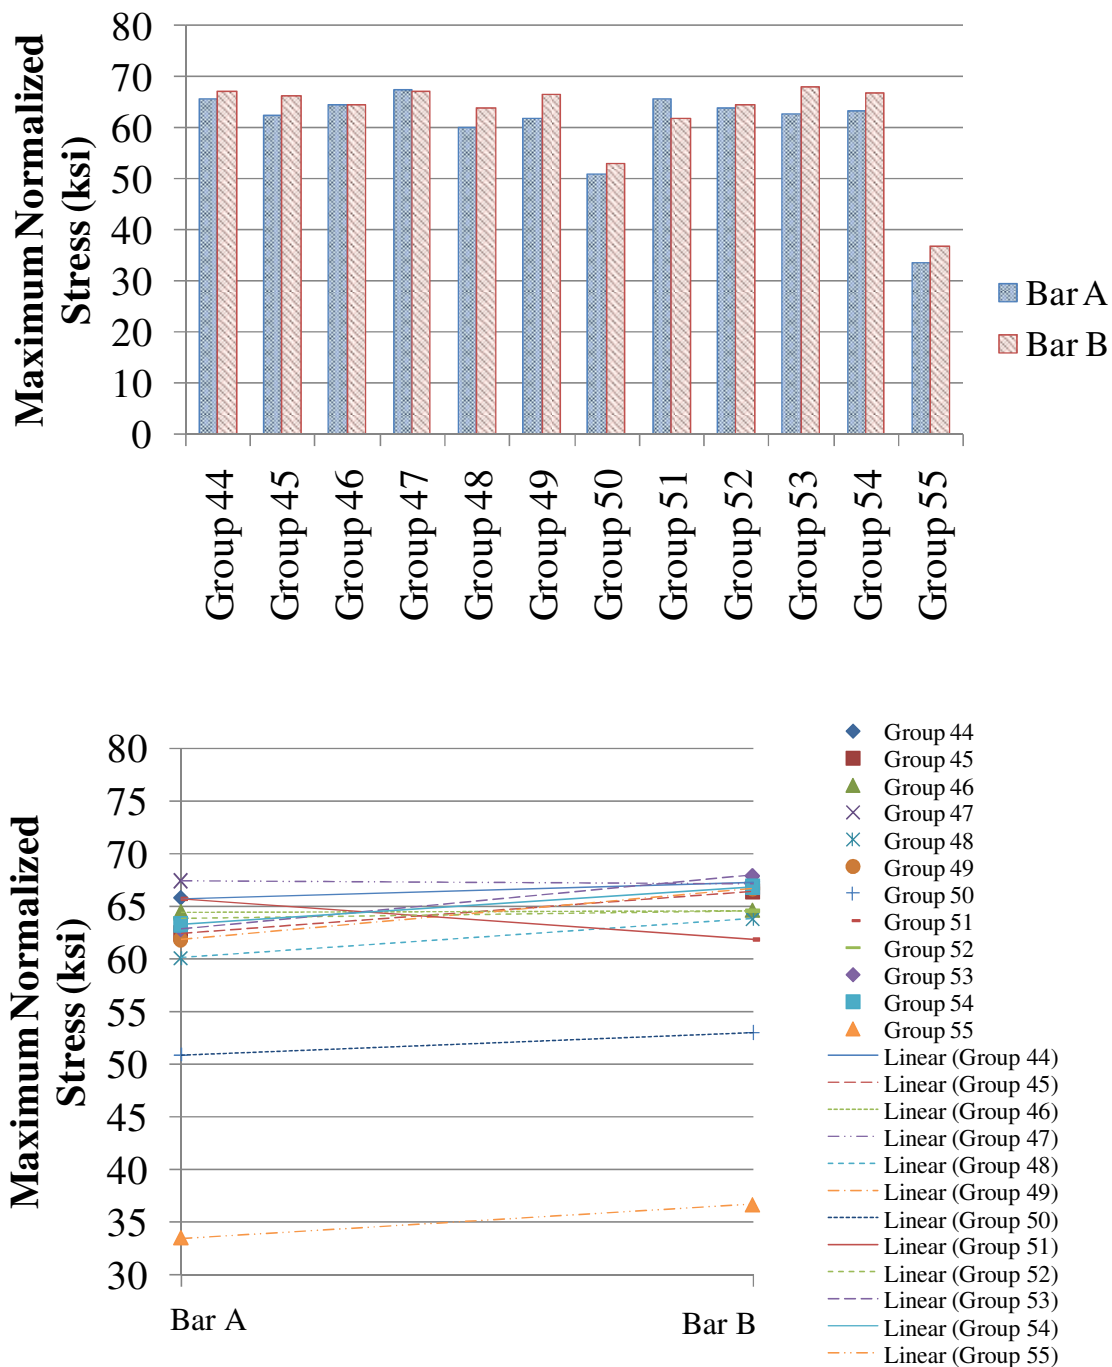 Maximum Normalized
Stress (ksi)
80
70
60
50
40
30
20
10
0
Group 44
Group 45
Group 46
Group 47
Group 48
Group 49
Group 50
Group 51
Group 52
Group 53
Group 54
Group 55
Bar A
Bar B
Maximum Normalized
Stress (ksi)
80
75
70
65
60
55
50
45
40
35
30
Bar A
Bar B
Group 44
Group 45
Group 46
Group 47
Group 48
Group 49
Group 50
Group 51
Group 52
Group 53
Group 54
Group 55
Linear (Group 44)
Linear (Group 45)
Linear (Group 46)
Linear (Group 47)
Linear (Group 48)
Linear (Group 49)
Linear (Group 50)
Linear (Group 51)
Linear (Group 52)
Linear (Group 53)
Linear (Group 54)
Linear (Group 55)